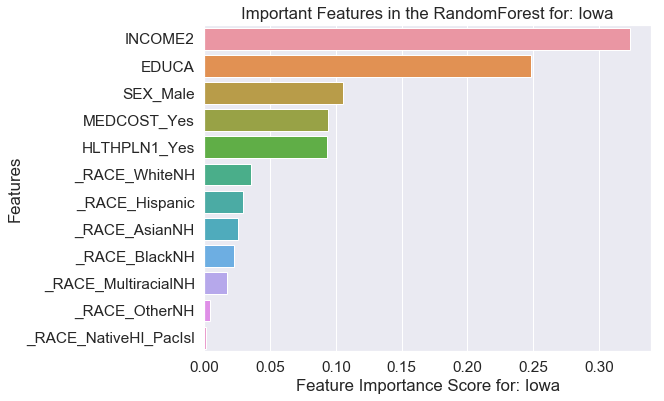 Important Features in the RandomForest for: Iowa
INCOME2
EDUCA
SEX_Male
MEDCOST_Yes
HLTHPLN1_Yes
_RACE_WhiteNH
_RACE_Hispanic
_RACE_AsianNH
_RACE_BlackNH
_RACE_MultiracialNH
_RACE_OtherNH
_RACE_NativeHI_PacIsl
Features
0.00 0.05 0.10 0.15 0.20 0.25 0.30
Feature Importance Score for: Iowa